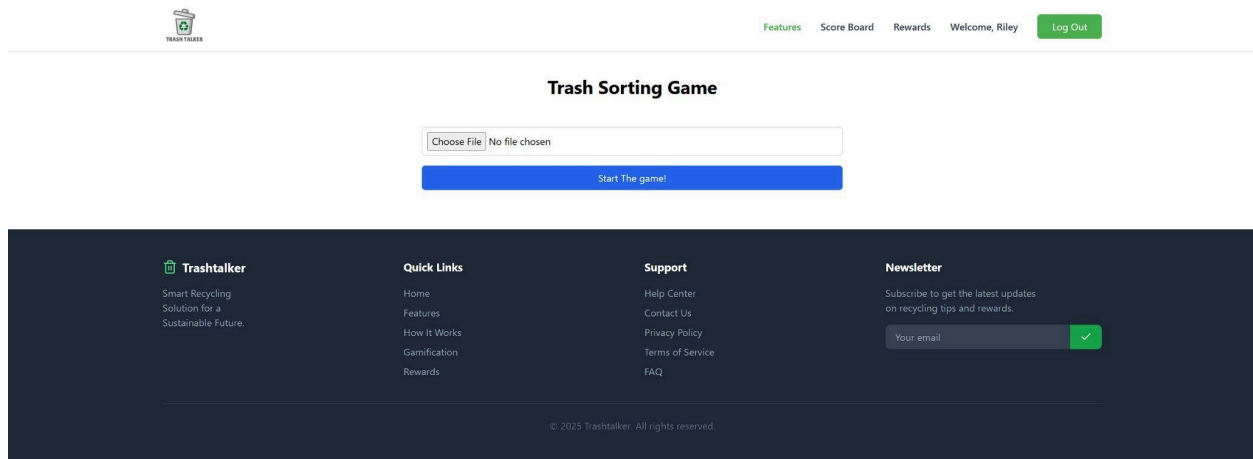 TRASH TALKER
Features Score Board Rewards Welcome, Riley Log Out
Trash Sorting Game
Choose File No file chosen
Start The game!
Trashtalker
Smart Recycling
Solution for a
Sustainable Future.
Quick Links
Home
Features
How It Works
Gamification
Rewards
Support
Help Center
Contact Us
Privacy Policy
Terms of Service
FAQ
Newsletter
Subscribe to get the latest updates
on recycling tips and rewards.
Your email
© 2025 Trashtalker. All rights reserved.